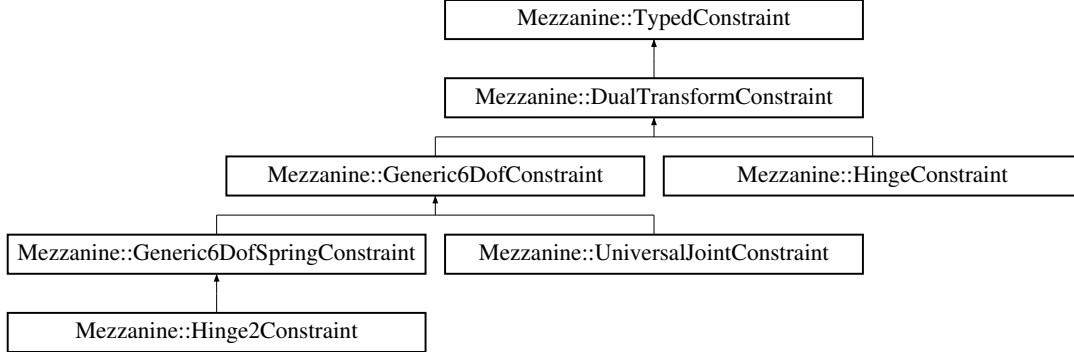 Mezzanine::TypedConstraint
Mezzanine::DualTransformConstraint
Mezzanine::Generic6DofConstraint
Mezzanine::HingeConstraint
Mezzanine::Generic6DofSpringConstraint
Mezzanine::UniversalJointConstraint
Mezzanine::Hinge2Constraint